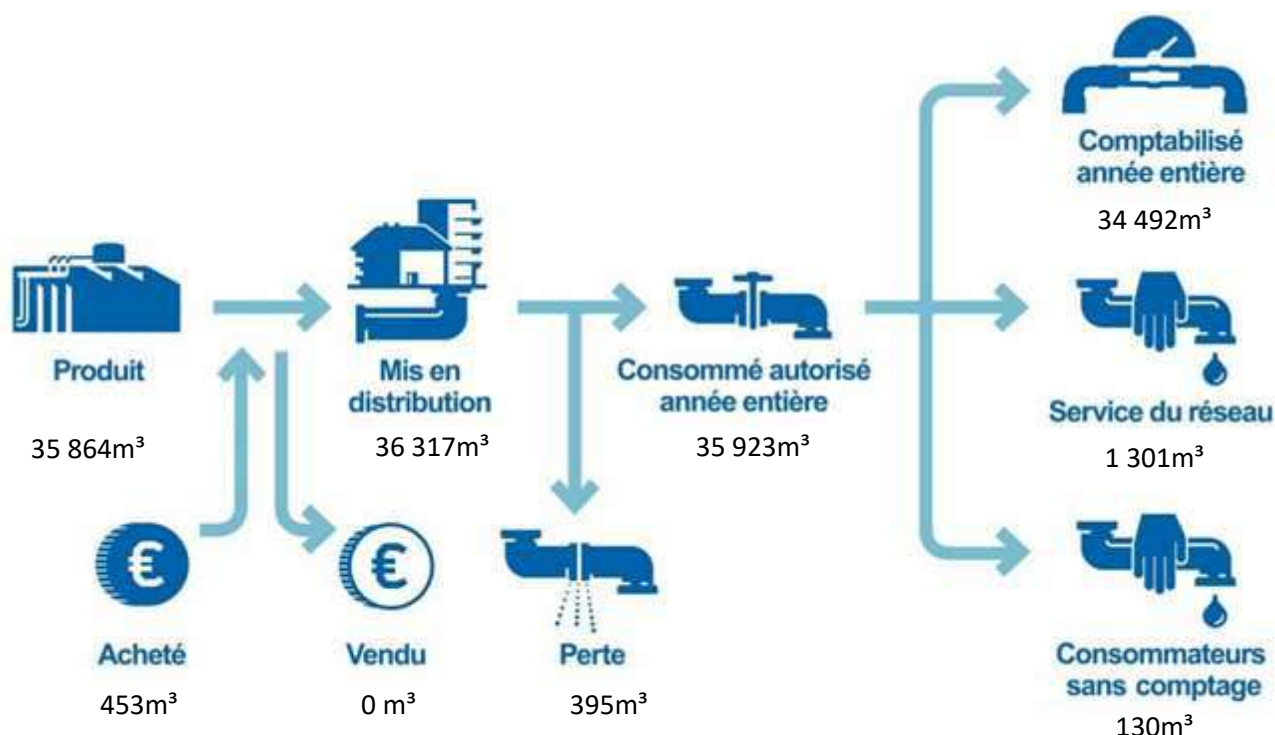 Comptabilisé
année entière
34 492m³
Produit
35 864m³
Mis en
distribution
36 317m³
Consommé autorisé
année entière
35 923m³
Service du réseau
1 301m³
€
Acheté
453m³
€
Vendu
0 m³
Perte
395m³
Consommateurs
sans comptage
130m³